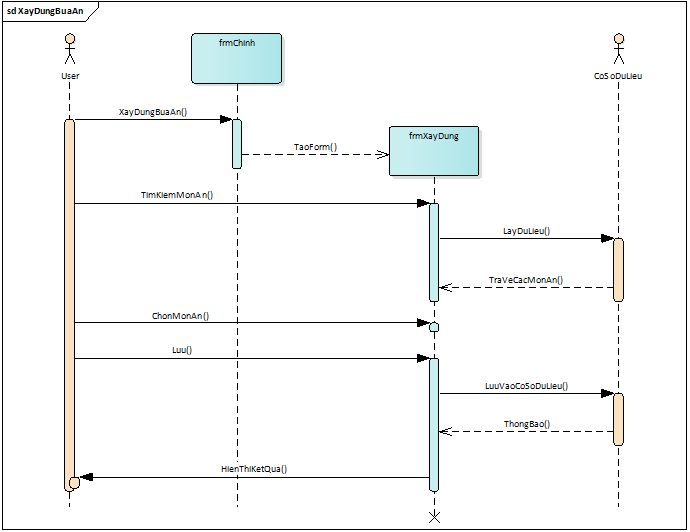 sd XayDungBuaAn
frmChinh
User
CoSoDuLieu
XayDungBuaAn()
TaoForm()
frmXayDung
TimKiemMonAn()
LayDuLieu()
TraVeCacMonAn()
ChonMonAn()
Luu()
LuuVaoCoSoDuLieu()
ThongBao()
HienThiKetQua()